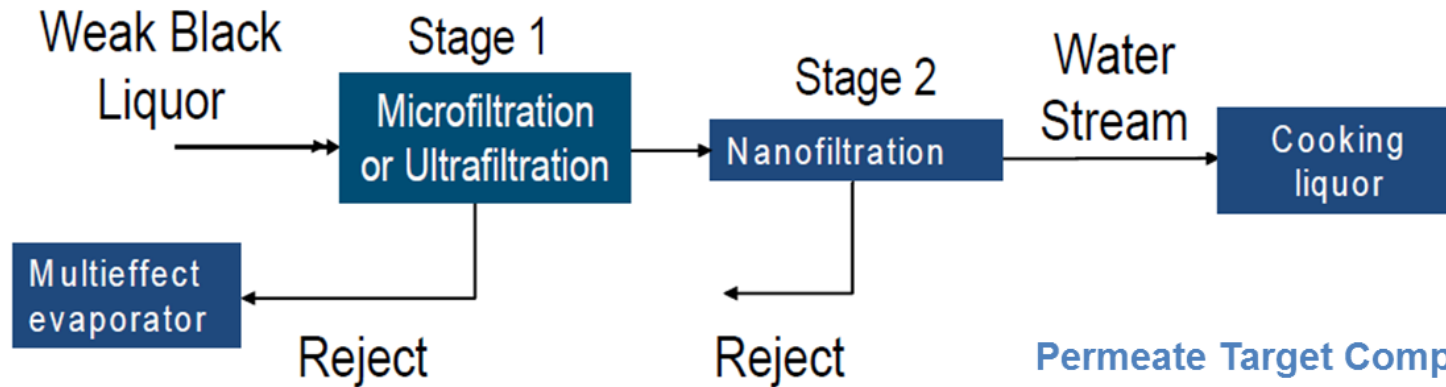 Weak Black
Liquor
Stage 1
Microfiltration
or Ultrafiltration
Stage 2
Nanofiltration
Water
Stream
Cooking
liquor
Multieffect
evaporator
Reject
Reject
Permeate Target Comp